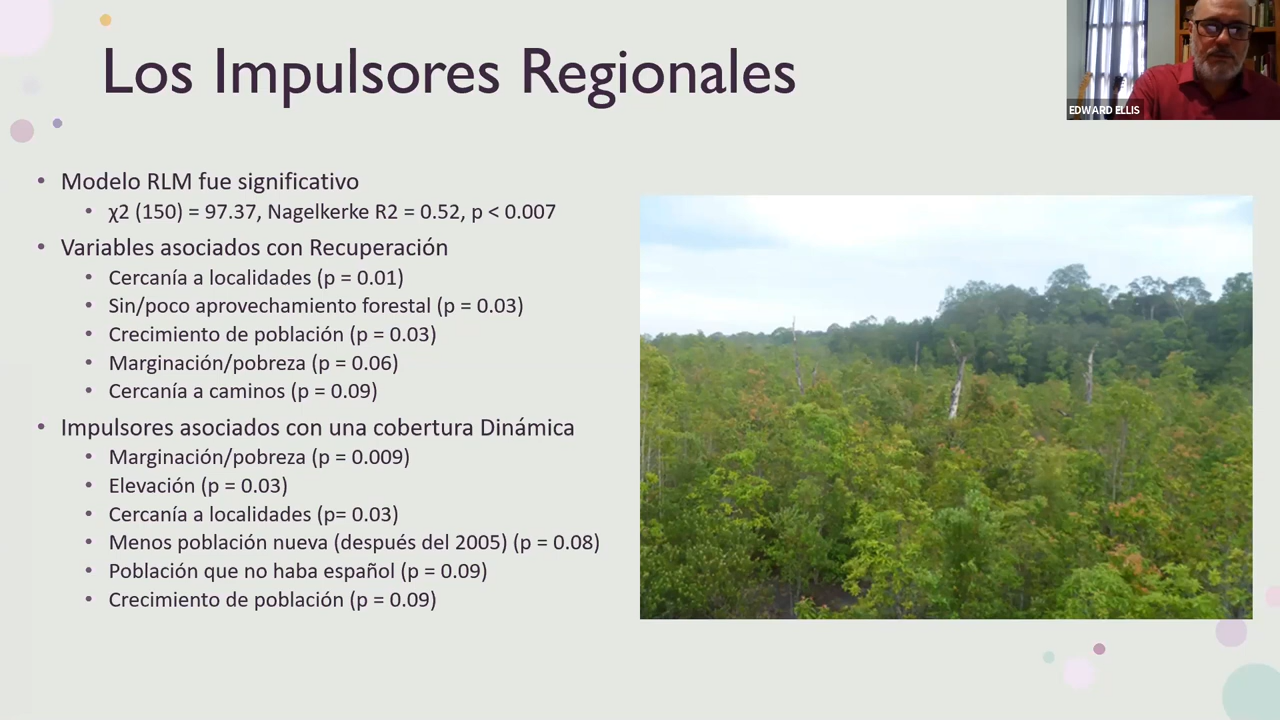 Los Impulsores Regionales
EDWARD ELLIS
• Modelo RLM fue significativo
• χ2 (150) = 97.37, Nagelkerke R2 = 0.52, p < 0.007
• Variables asociados con Recuperación
• Cercanía a localidades (p = 0.01)
• Sin/poco aprovechamiento forestal (p = 0.03)
• Crecimiento de población (p = 0.03)
• Marginación/pobreza (p = 0.06)
• Cercanía a caminos (p = 0.09)
• Impulsores asociados con una cobertura Dinámica
• Marginación/pobreza (p = 0.009)
• Elevación (p = 0.03)
• Cercanía a localidades (p= 0.03)
• Menos población nueva (después del 2005) (p = 0.08)
• Población que no haba español (p = 0.09)
• Crecimiento de población (p = 0.09)